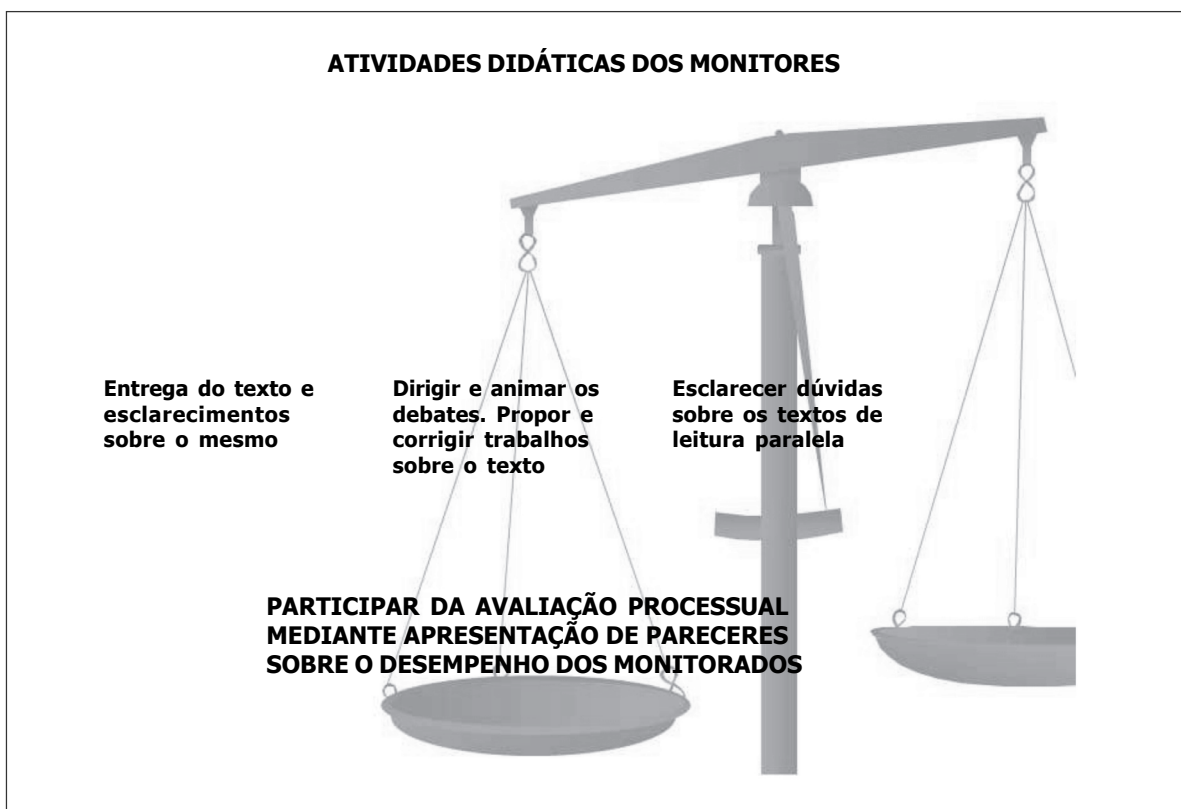 ATIVIDADES DIDÁTICAS DOS MONITORES
Entrega do texto e
esclarecimentos
sobre o mesmo
Dirigir e animar os
debates. Propor e
corrigir trabalhos
sobre o texto
Esclarecer dúvidas
sobre os textos de
leitura paralela
PARTICIPAR DA AVALIAÇÃO PROCESSUAL
MEDIANTE APRESENTAÇÃO DE PARECERES
SOBRE O DESEMPENHO DOS MONITORADOS